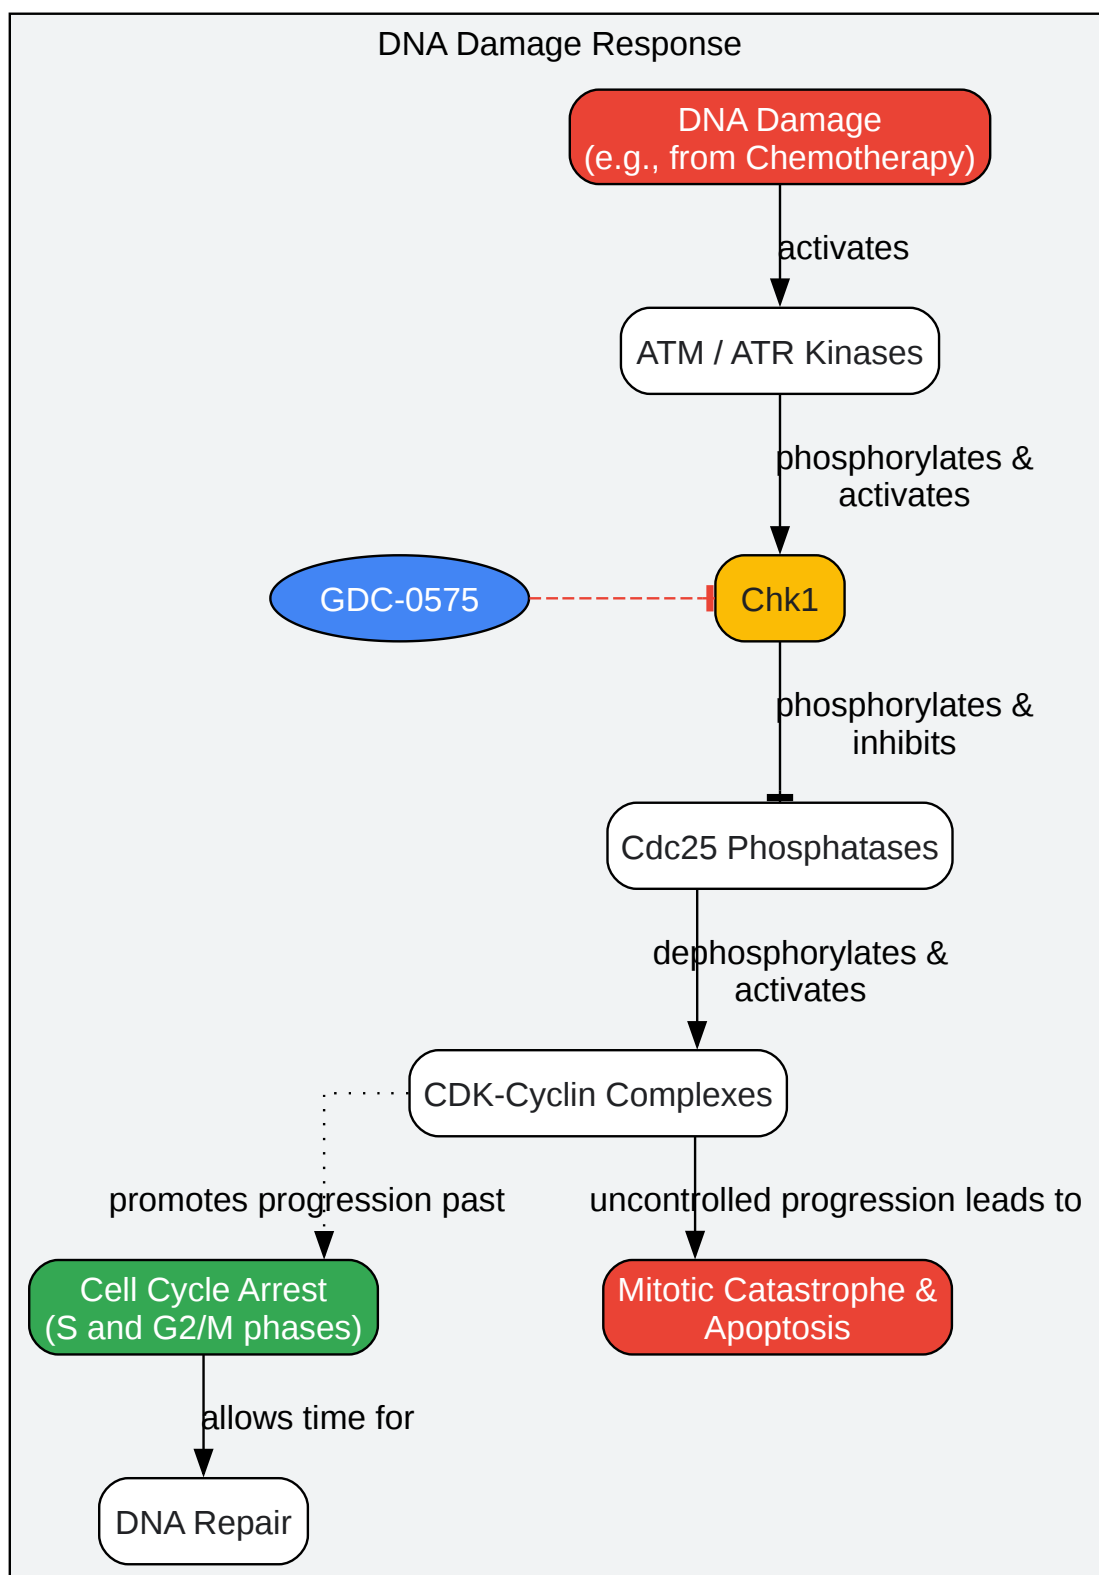 DNA Damage Response
DNA Damage
(e.g., from Chemotherapy)
activates
ATM / ATR Kinases
phosphorylates &
activates
GDC-0575
Chk1
phosphorylates &
inhibits
Cdc25 Phosphatases
dephosphorylates &
activates
CDK-Cyclin Complexes
promotes progression past
uncontrolled progression leads to
Cell Cycle Arrest
(S and G2/M phases)
Mitotic Catastrophe &
Apoptosis
allows time for
DNA Repair